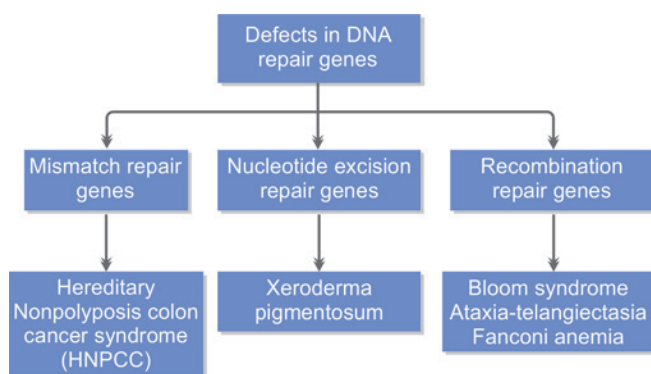 Defects in DNA
repair genes
Mismatch repair
genes
Nucleotide excision
repair genes
Recombination
repair genes
Hereditary
Nonpolyposis colon
cancer syndrome
(HNPCC)
Xeroderma
pigmentosum
Bloom syndrome
Ataxia-telangiectasia
Fanconi anemia